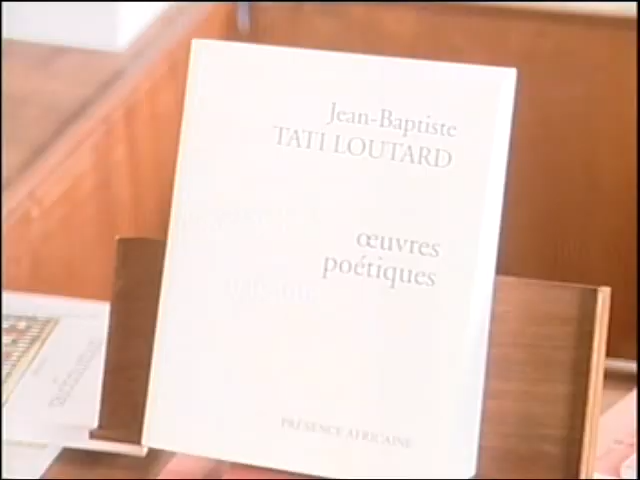 Jean-Baptiste
TATI LOUTARD
œuvres
poétiques
PRÉSENCE AFRICAINE